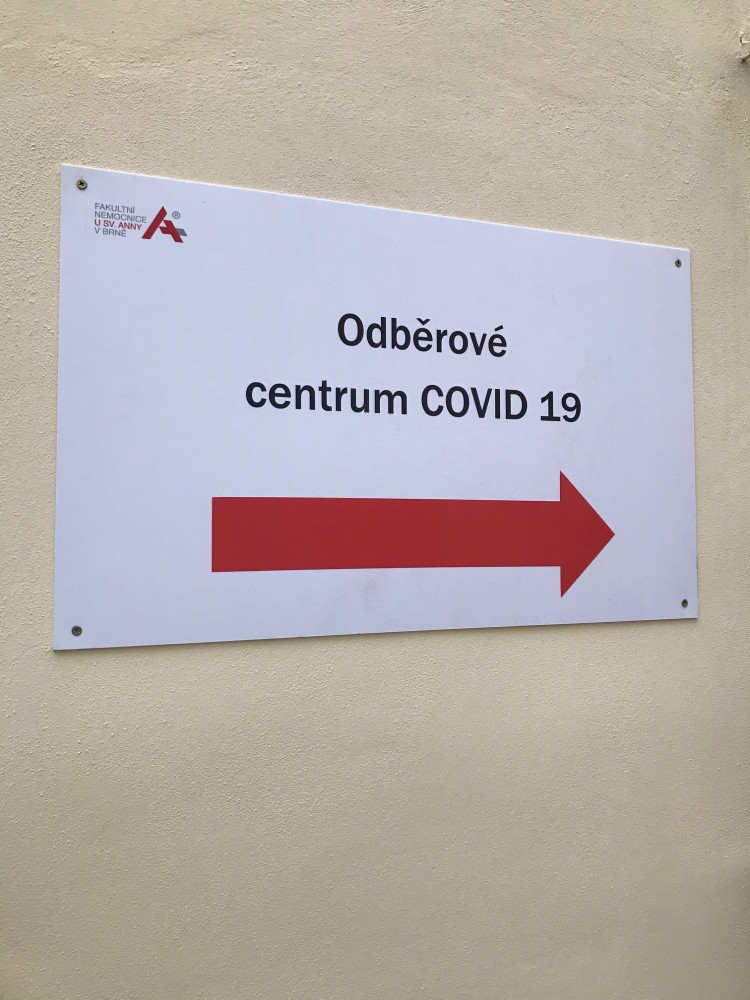 FAKULTNÍ
NEMOCNICE
U SV. ANNY
V BRNĚ
®
Odběrové
centrum COVID 19